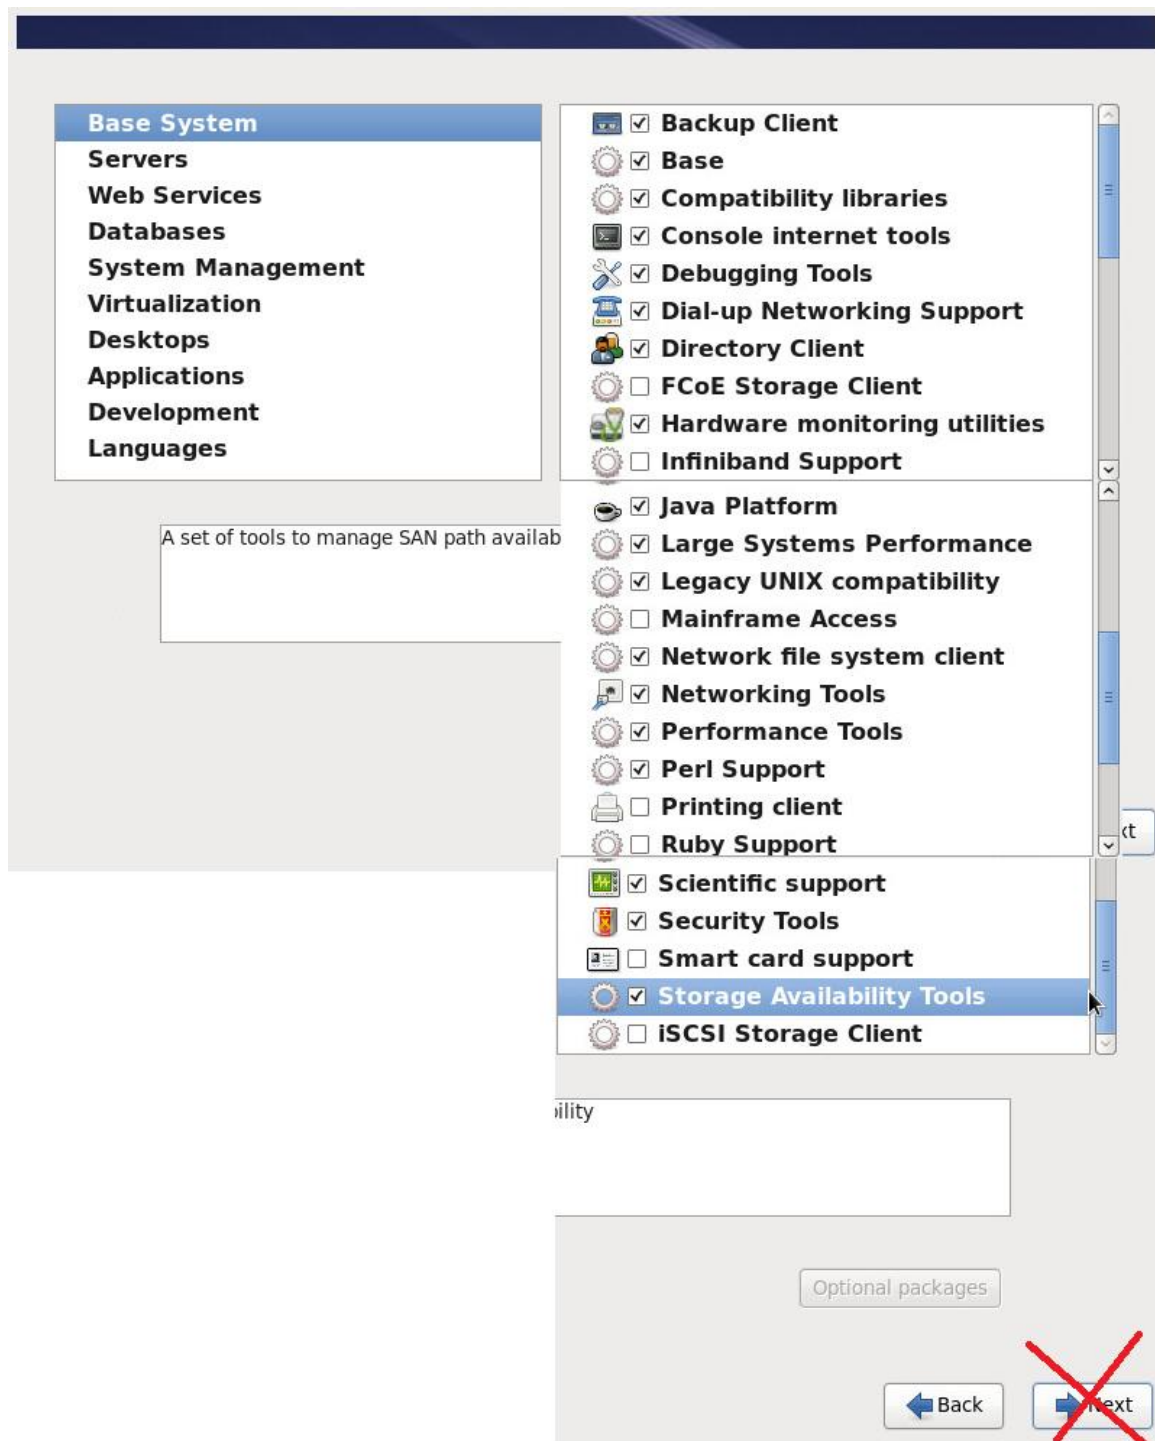 Base System
Servers
Web Services
Databases
System Management
Virtualization
Desktops
Applications
Development
Languages
Backup Client
Base
Compatibility libraries
Console internet tools
Debugging Tools
Dial-up Networking Support
Directory Client
FCoE Storage Client
Hardware monitoring utilities
Infiniband Support
Java Platform
Large Systems Performance
Legacy UNIX compatibility
Mainframe Access
Network file system client
Networking Tools
Performance Tools
Perl Support
Printing client
Ruby Support
Scientific support
Security Tools
Smart card support
Storage Availability Tools
iSCSI Storage Client
A set of tools to manage SAN path availab
xt
bility
Optional packages
Back
Next